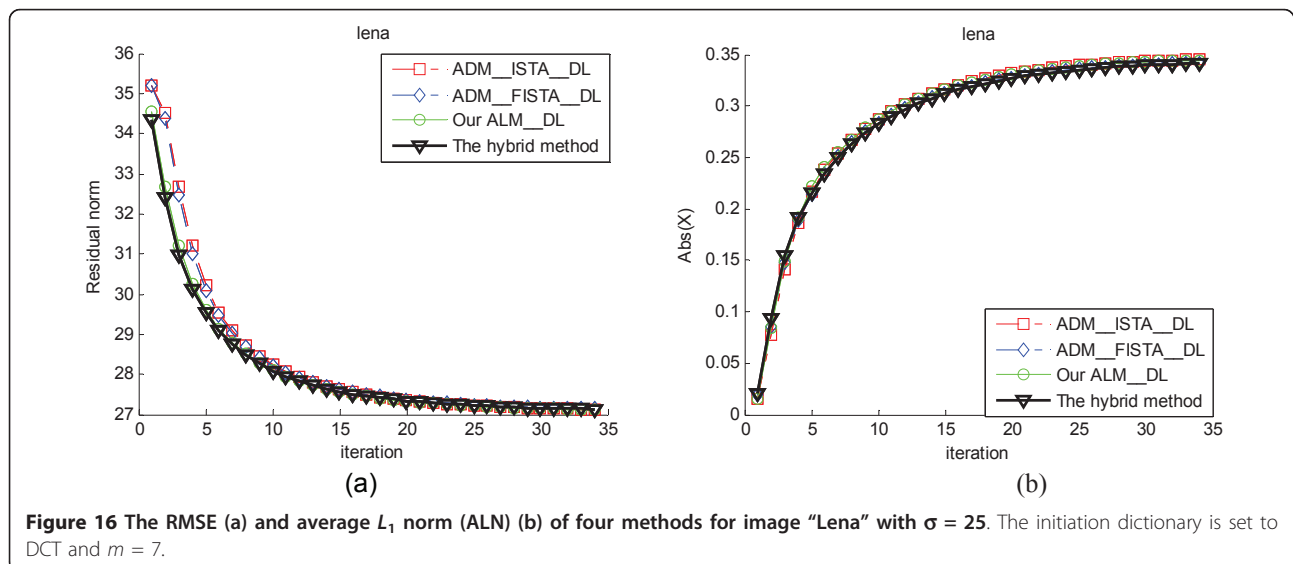 lena
36
35
34
33
32
31
30
29
28
27
Residual norm
0 5 10 15 20 25 30 35
iteration
ADM__ISTA__DL
ADM__FISTA__DL
Our ALM__DL
The hybrid method
(a)
lena
0.35
0.3
0.25
0.2
0.15
0.1
0.05
0
Abs(X)
0 5 10 15 20 25 30 35
iteration
ADM__ISTA__DL
ADM__FISTA__DL
Our ALM__DL
The hybrid method
(b)
Figure 16 The RMSE (a) and average L₁ norm (ALN) (b) of four methods for image “Lena” with σ = 25. The initiation dictionary is set to
DCT and m = 7.